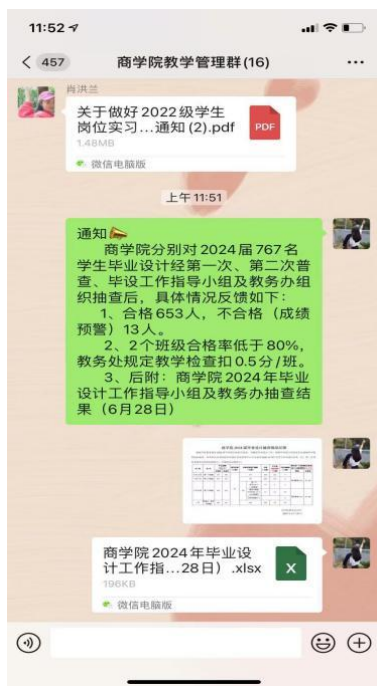 11:52
457
商学院教学管理群(16)
肖洪兰
关于做好2022级学生
岗位实习...通知 (2).pdf
PDF
1.48MB
微信电脑版
上午 11:51
通知
商学院分别对2024届767名
学生毕业设计经第一次、第二次普
查、毕设工作指导小组及教务办组
织抽查后，具体情况反馈如下：
1、合格653人，不合格（成绩
预警）13人。
2、2个班级合格率低于80%，
教务处规定教学检查扣0.5分/班。
3、后附：商学院2024年毕业
设计工作指导小组及教务办抽查结
果（6月28日）
商学院2024年毕业设
计工作指...28日）.xlsx
X
196KB
微信电脑版